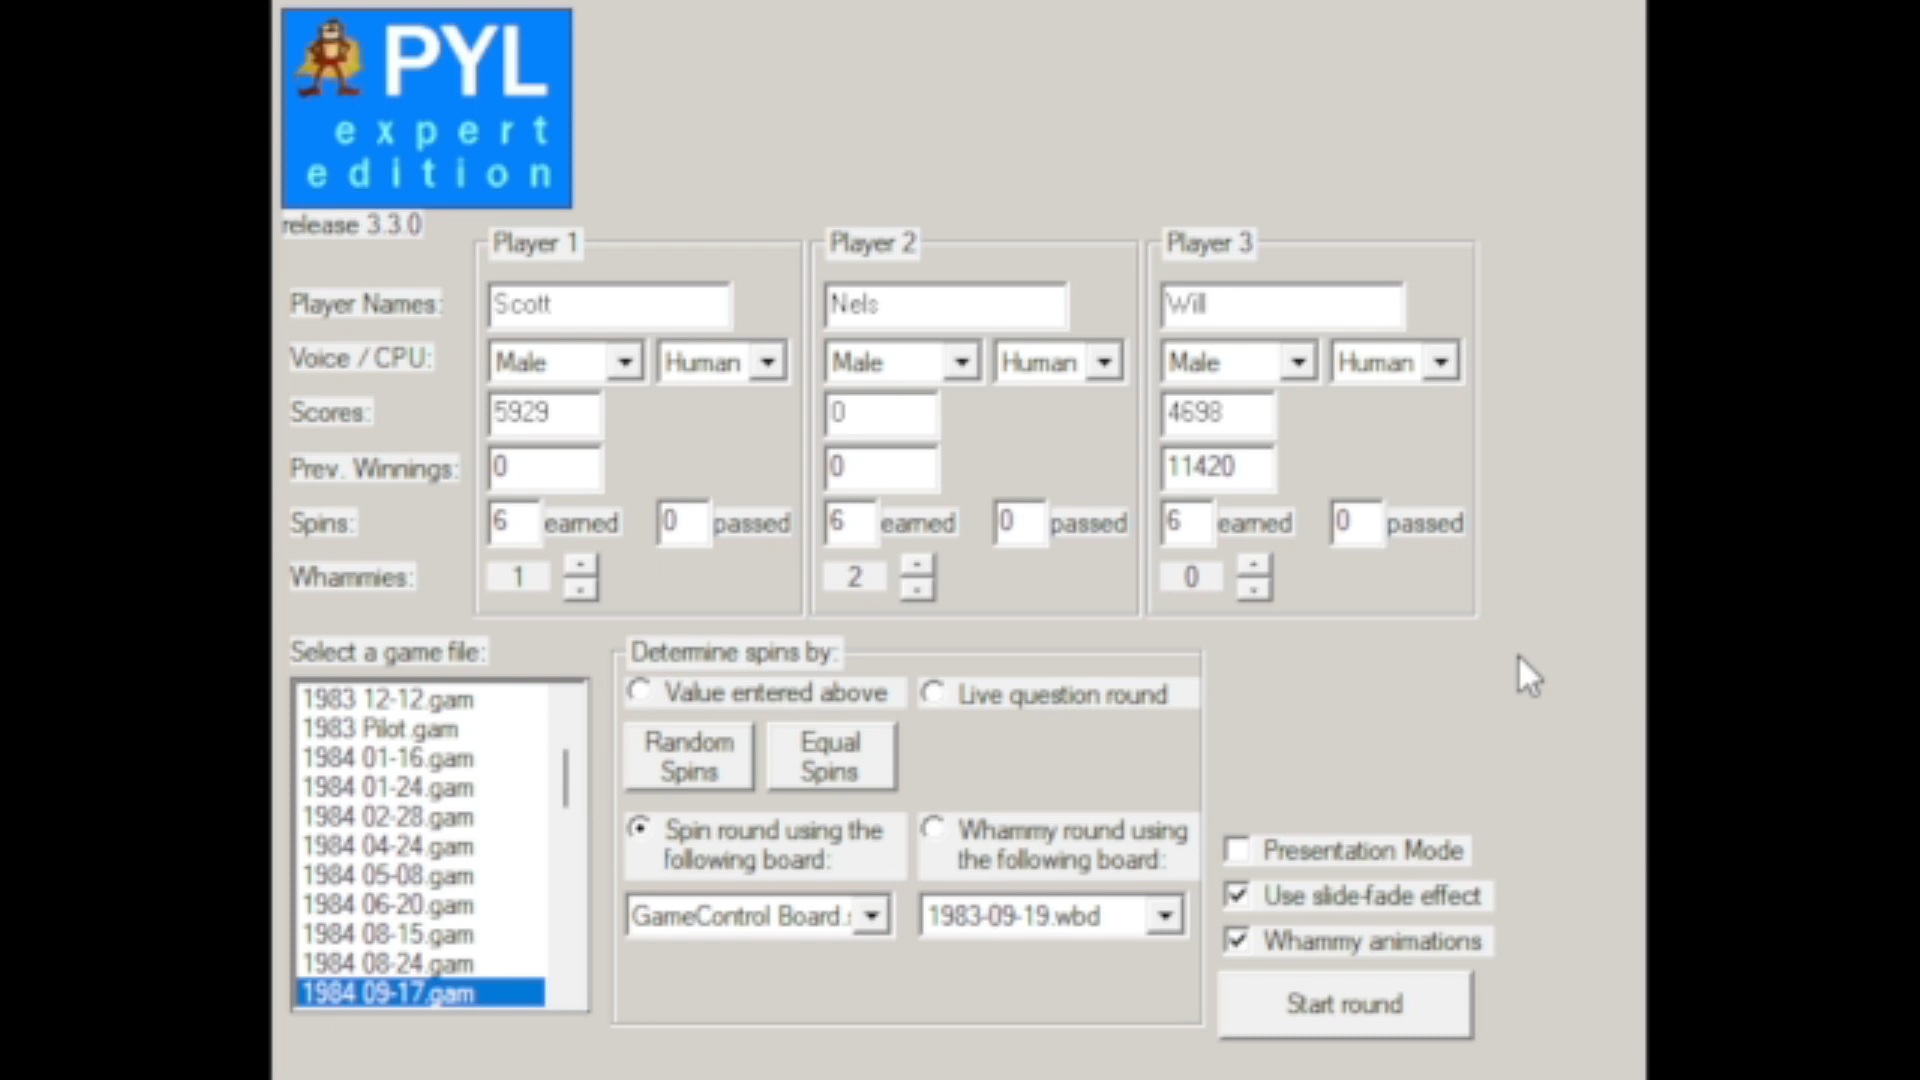 PYL
expert
edition
release 3.3.0
Player 1
Player 2
Player 3
Player Names:
Scott
Nels
Will
Voice / CPU:
Male
Human
Male
Human
Male
Human
Scores:
5929
0
4698
Prev. Winnings:
0
0
11420
Spins:
6 earned
0 passed
6 earned
0 passed
6 earned
0 passed
Whammies:
1
2
0
Select a game file:
1983 12-12.gam
1983 Pilot.gam
1984 01-16.gam
1984 01-24.gam
1984 02-28.gam
1984 04-24.gam
1984 05-08.gam
1984 06-20.gam
1984 08-15.gam
1984 08-24.gam
1984 09-17.gam
Determine spins by:
Value entered above
Live question round
Random
Spins
Equal
Spins
Spin round using the
following board:
Whammy round using
the following board:
GameControl Board.s
1983-09-19.wbd
Presentation Mode
Use slide-fade effect
Whammy animations
Start round